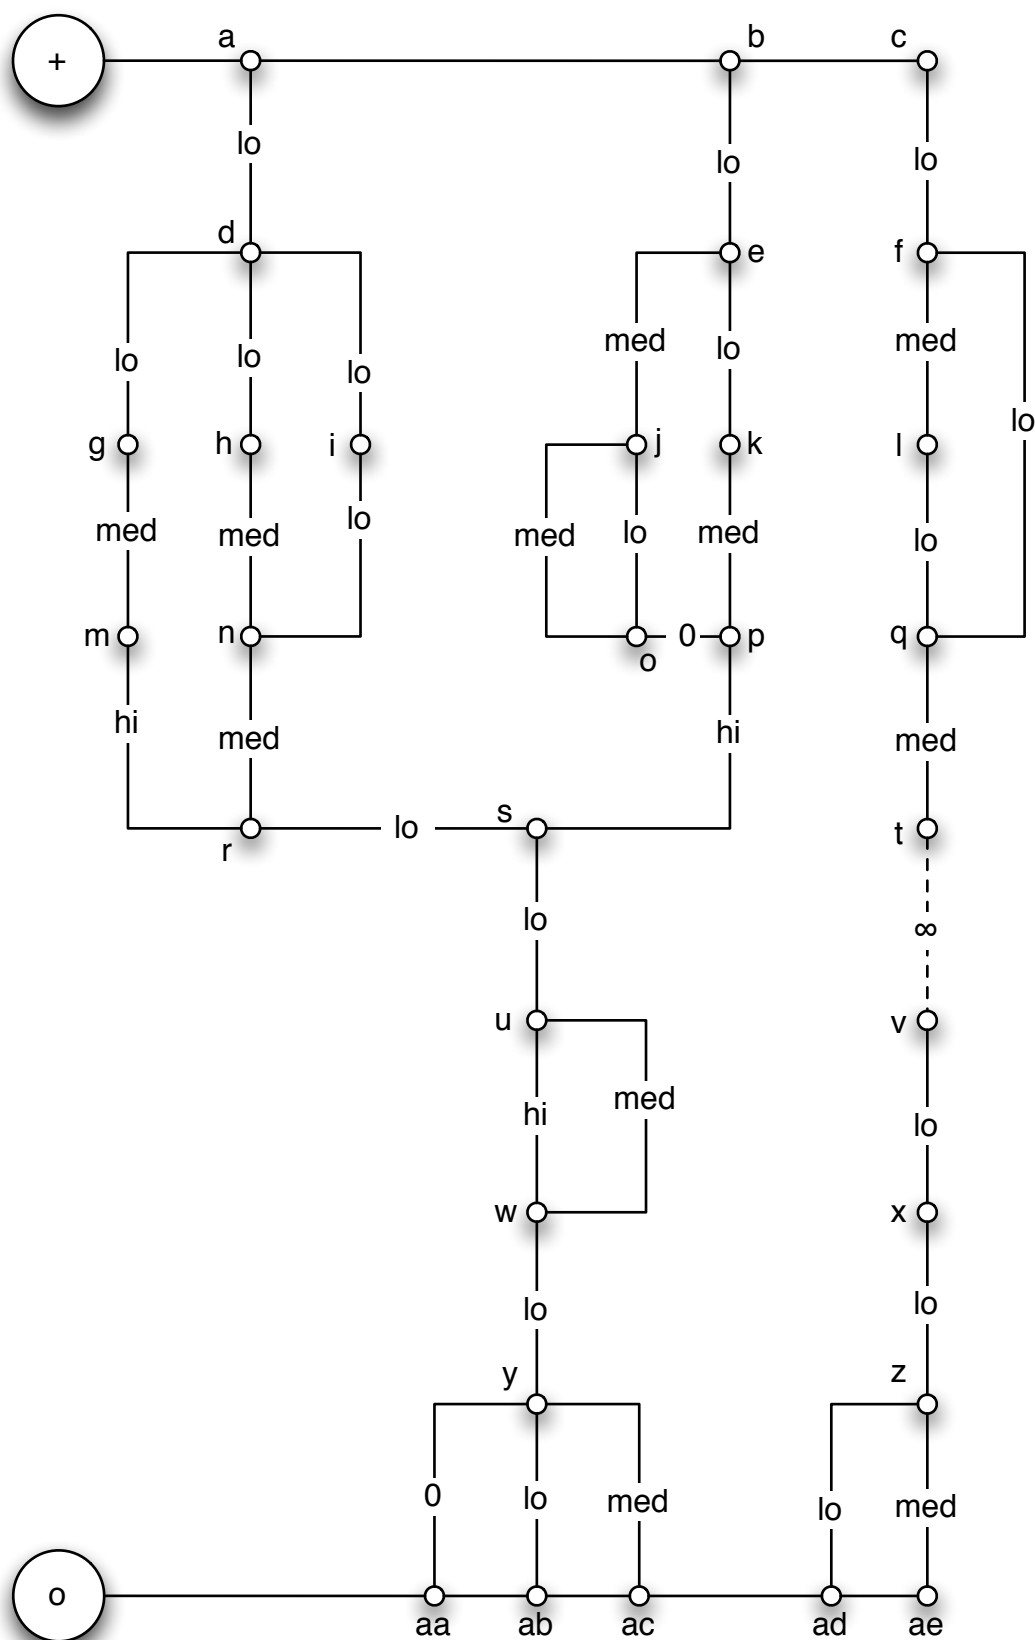 a b c
+
lo lo lo
d e f
med med
lo lo lo lo
lo
g h i j k l
lo
med med med lo med lo
m n o 0 p q
hi med hi med
r lo s t
lo ∞
u v
hi med lo
w x
lo lo
y z
0 lo med lo med
o
aa ab ac ad ae